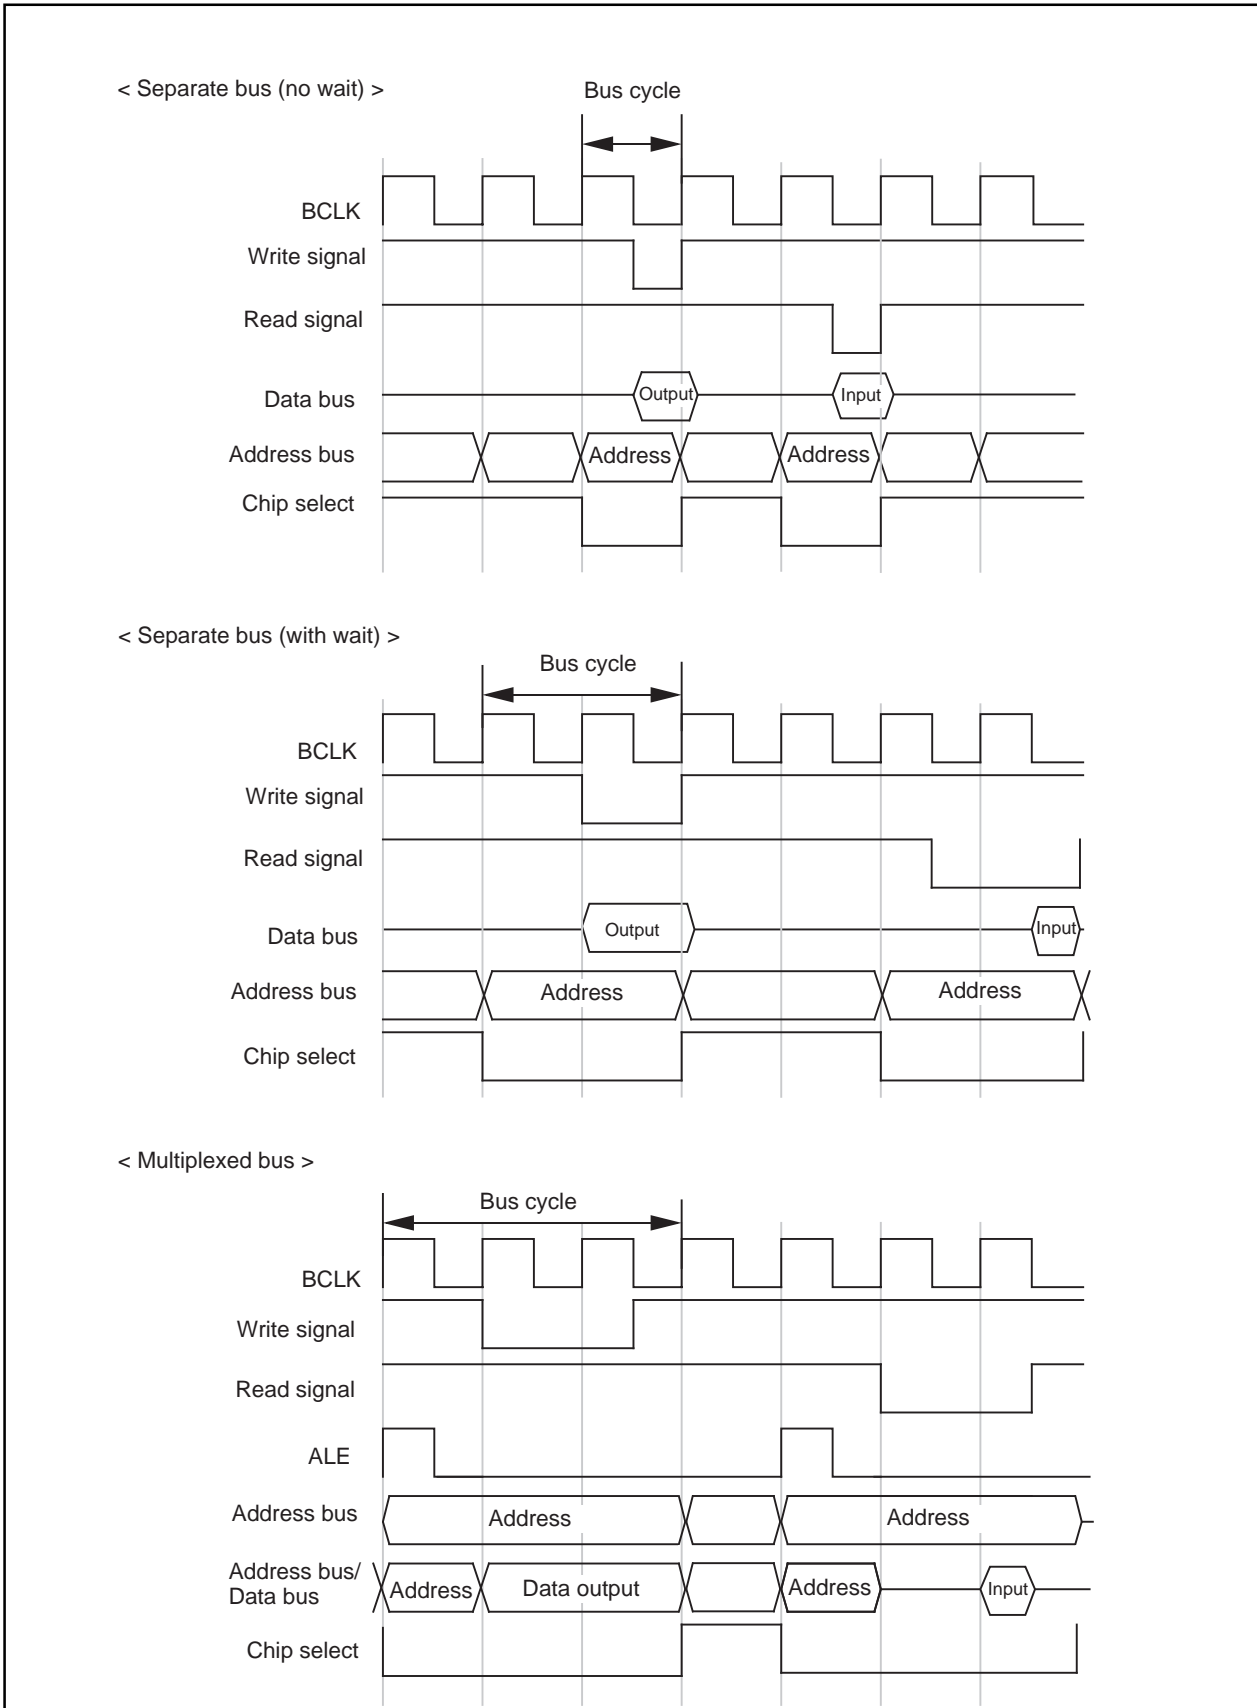 < Separate bus (no wait) >
Bus cycle
BCLK
Write signal
Read signal
Data bus
Output
Input
Address bus
Address
Address
Chip select
< Separate bus (with wait) >
Bus cycle
BCLK
Write signal
Read signal
Data bus
Output
Input
Address bus
Address
Address
Chip select
< Multiplexed bus >
Bus cycle
BCLK
Write signal
Read signal
ALE
Address bus
Address
Address
Address bus/
Data bus
Address
Data output
Address
Input
Chip select